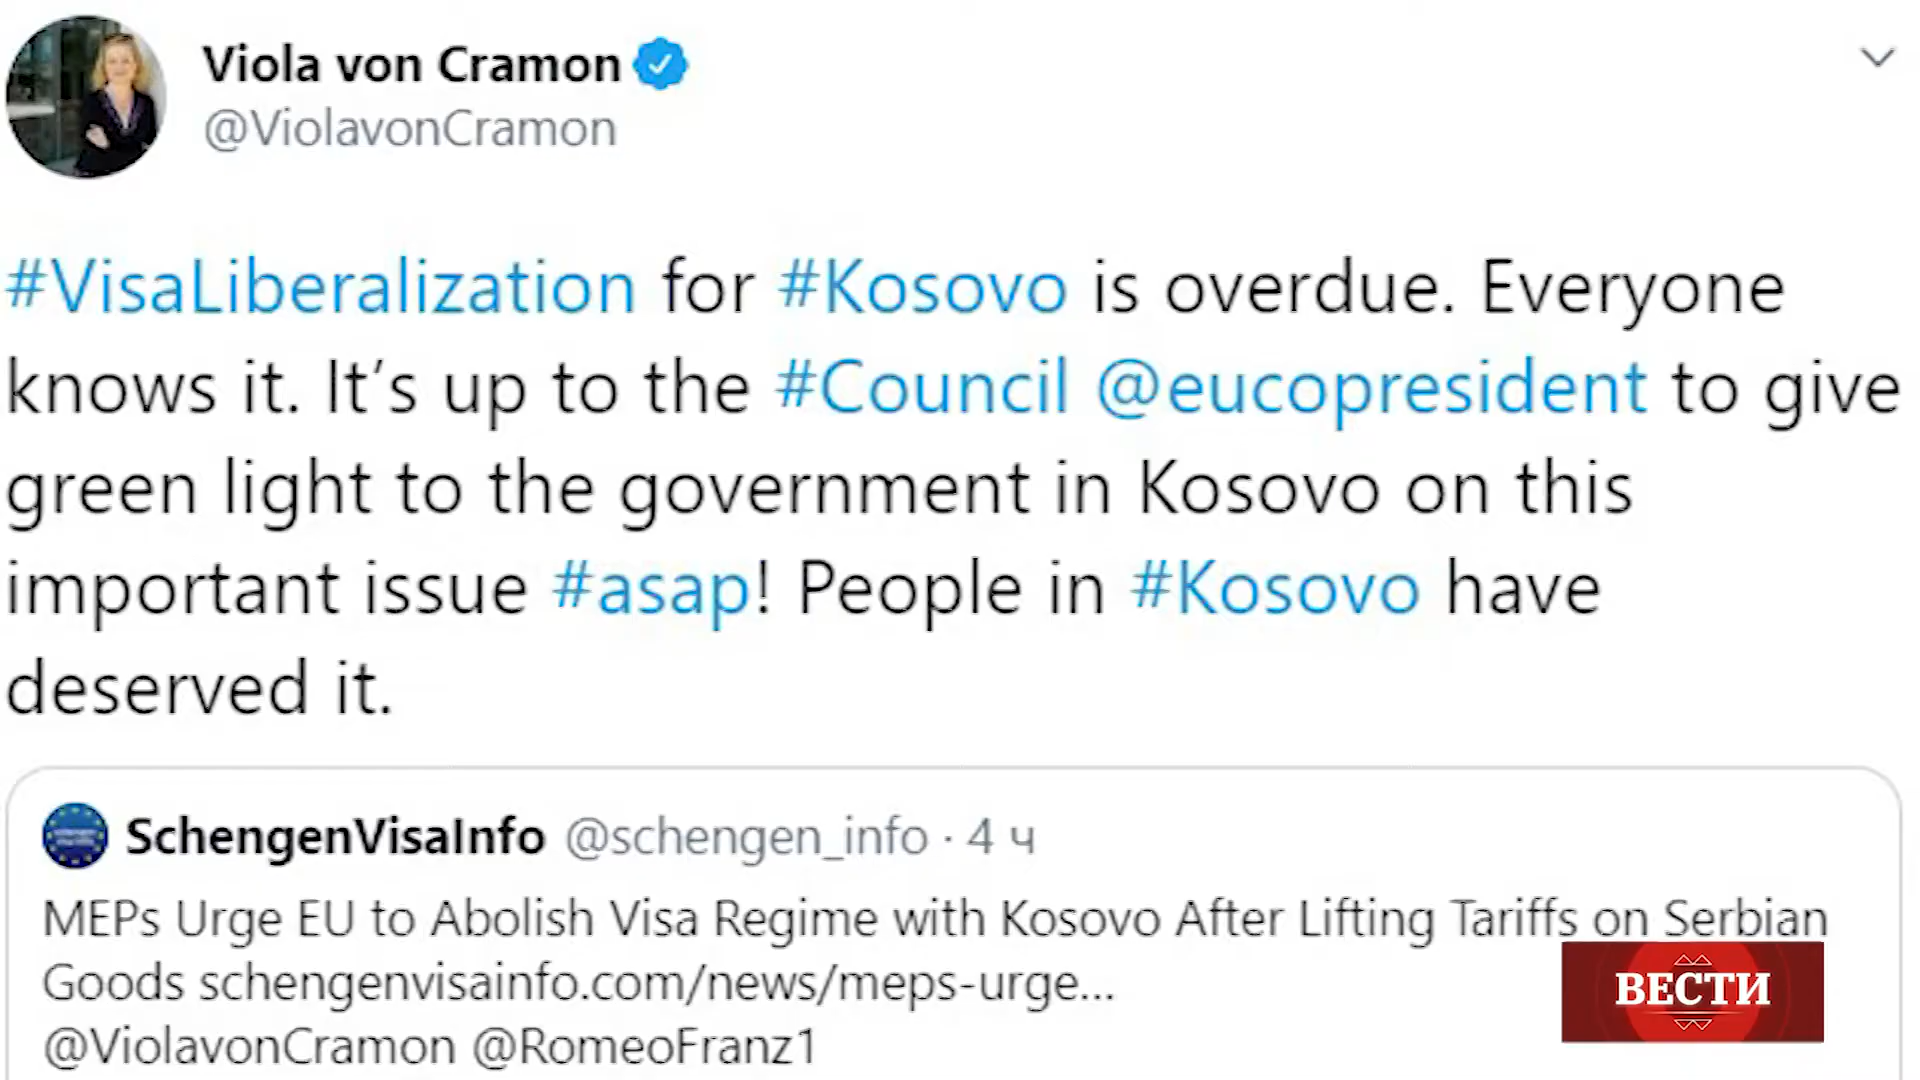 Viola von Cramon
@ViolavonCramon
#VisaLiberalization for #Kosovo is overdue. Everyone
knows it. It’s up to the #Council @eucopresident to give
green light to the government in Kosovo on this
important issue #asap! People in #Kosovo have
deserved it.
SchengenVisaInfo @schengen_info · 4 ч
MEPs Urge EU to Abolish Visa Regime with Kosovo After Lifting Tariffs on Serbian
Goods schengenvisainfo.com/news/meps-urge...
@ViolavonCramon @RomeoFranz1
ВЕСТИ